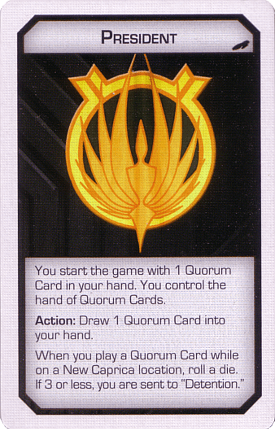 PRESIDENT
You start the game with 1 Quorum
Card in your hand. You control the
hand of Quorum Cards.
Action: Draw 1 Quorum Card into
your hand.
When you play a Quorum Card while
on a New Caprica location, roll a die.
If 3 or less, you are sent to "Detention."